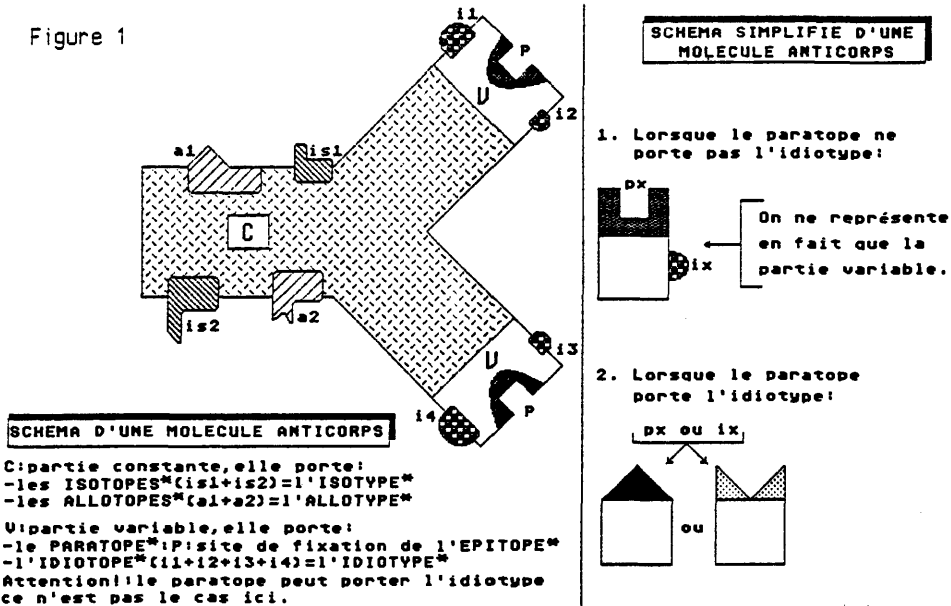 Figure 1
i1
P
V
i2
a1
is1
C
is2
a2
i3
V
P
i4
SCHEMA D'UNE MOLECULE ANTICORPS
C:partie constante,elle porte:
-les ISOTOPES*(is1+is2)=l'ISOTYPE*
-les ALLOTOPES*(a1+a2)=l'ALLOTYPE*
V:partie variable,elle porte:
-le PARATOPE*:P:site de fixation de l'EPITOPE*
-l'IDIOTOPE*(i1+i2+i3+i4)=l'IDIOTYPE*
Attention!:le paratope peut porter l'idiotype
ce n'est pas le cas ici.
SCHEMA SIMPLIFIE D'UNE
MOLECULE ANTICORPS
1. Lorsque le paratope ne
porte pas l'idiotype:
px
ix
On ne représente
en fait que la
partie variable.
2. Lorsque le paratope
porte l'idiotype:
px ou ix
ou